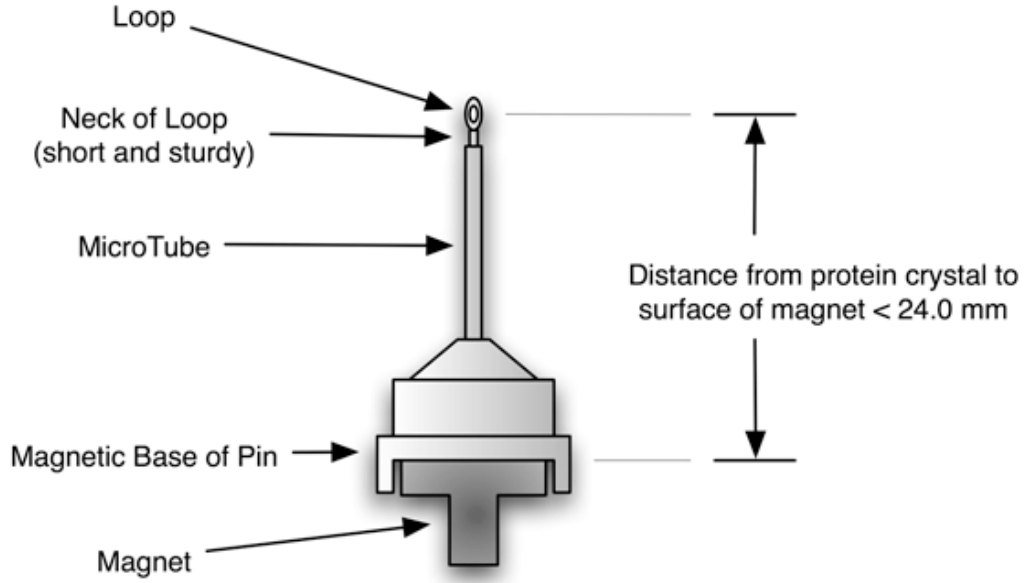 Loop
Neck of Loop
(short and sturdy)
MicroTube
Distance from protein crystal to
surface of magnet < 24.0 mm
Magnetic Base of Pin
Magnet